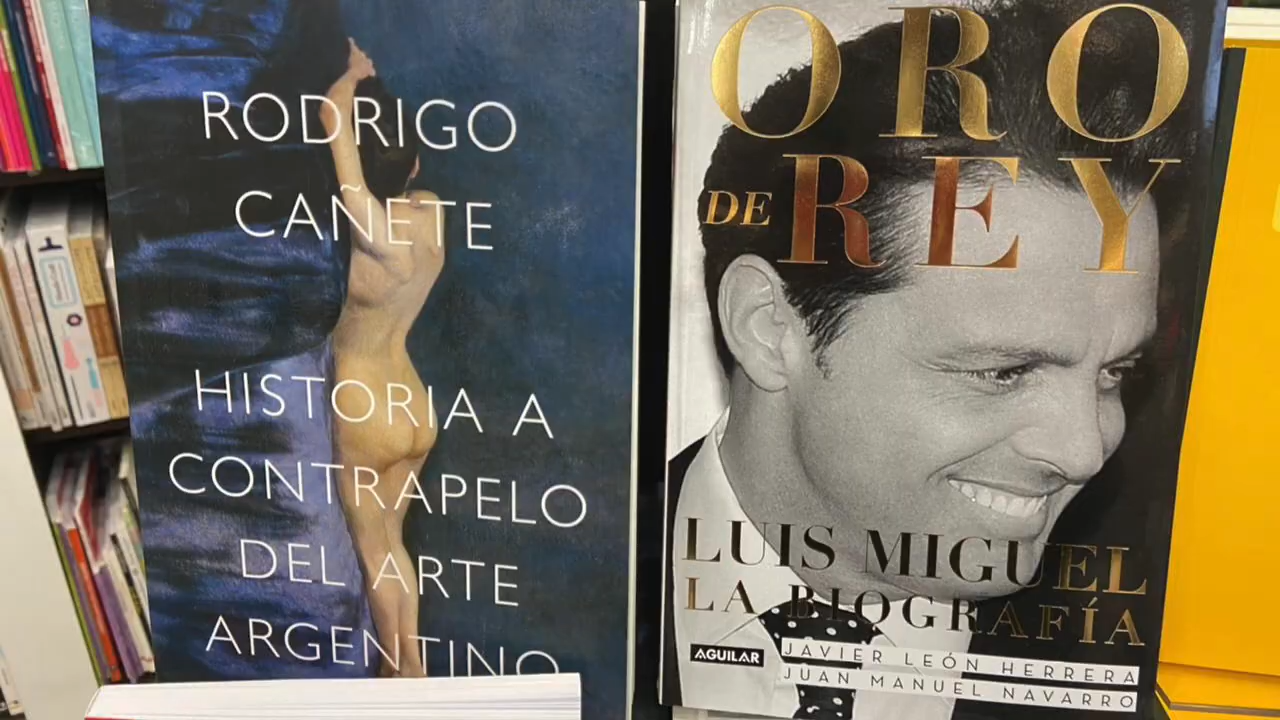 RODRIGO
CAÑETE
HISTORIA A
CONTRAPELO
DEL ARTE
ARGENTINO
ORO
DE REY
LUIS MIGUEL
LA BIOGRAFÍA
AGUILAR
JAVIER LEÓN HERRERA
JUAN MANUEL NAVARRO